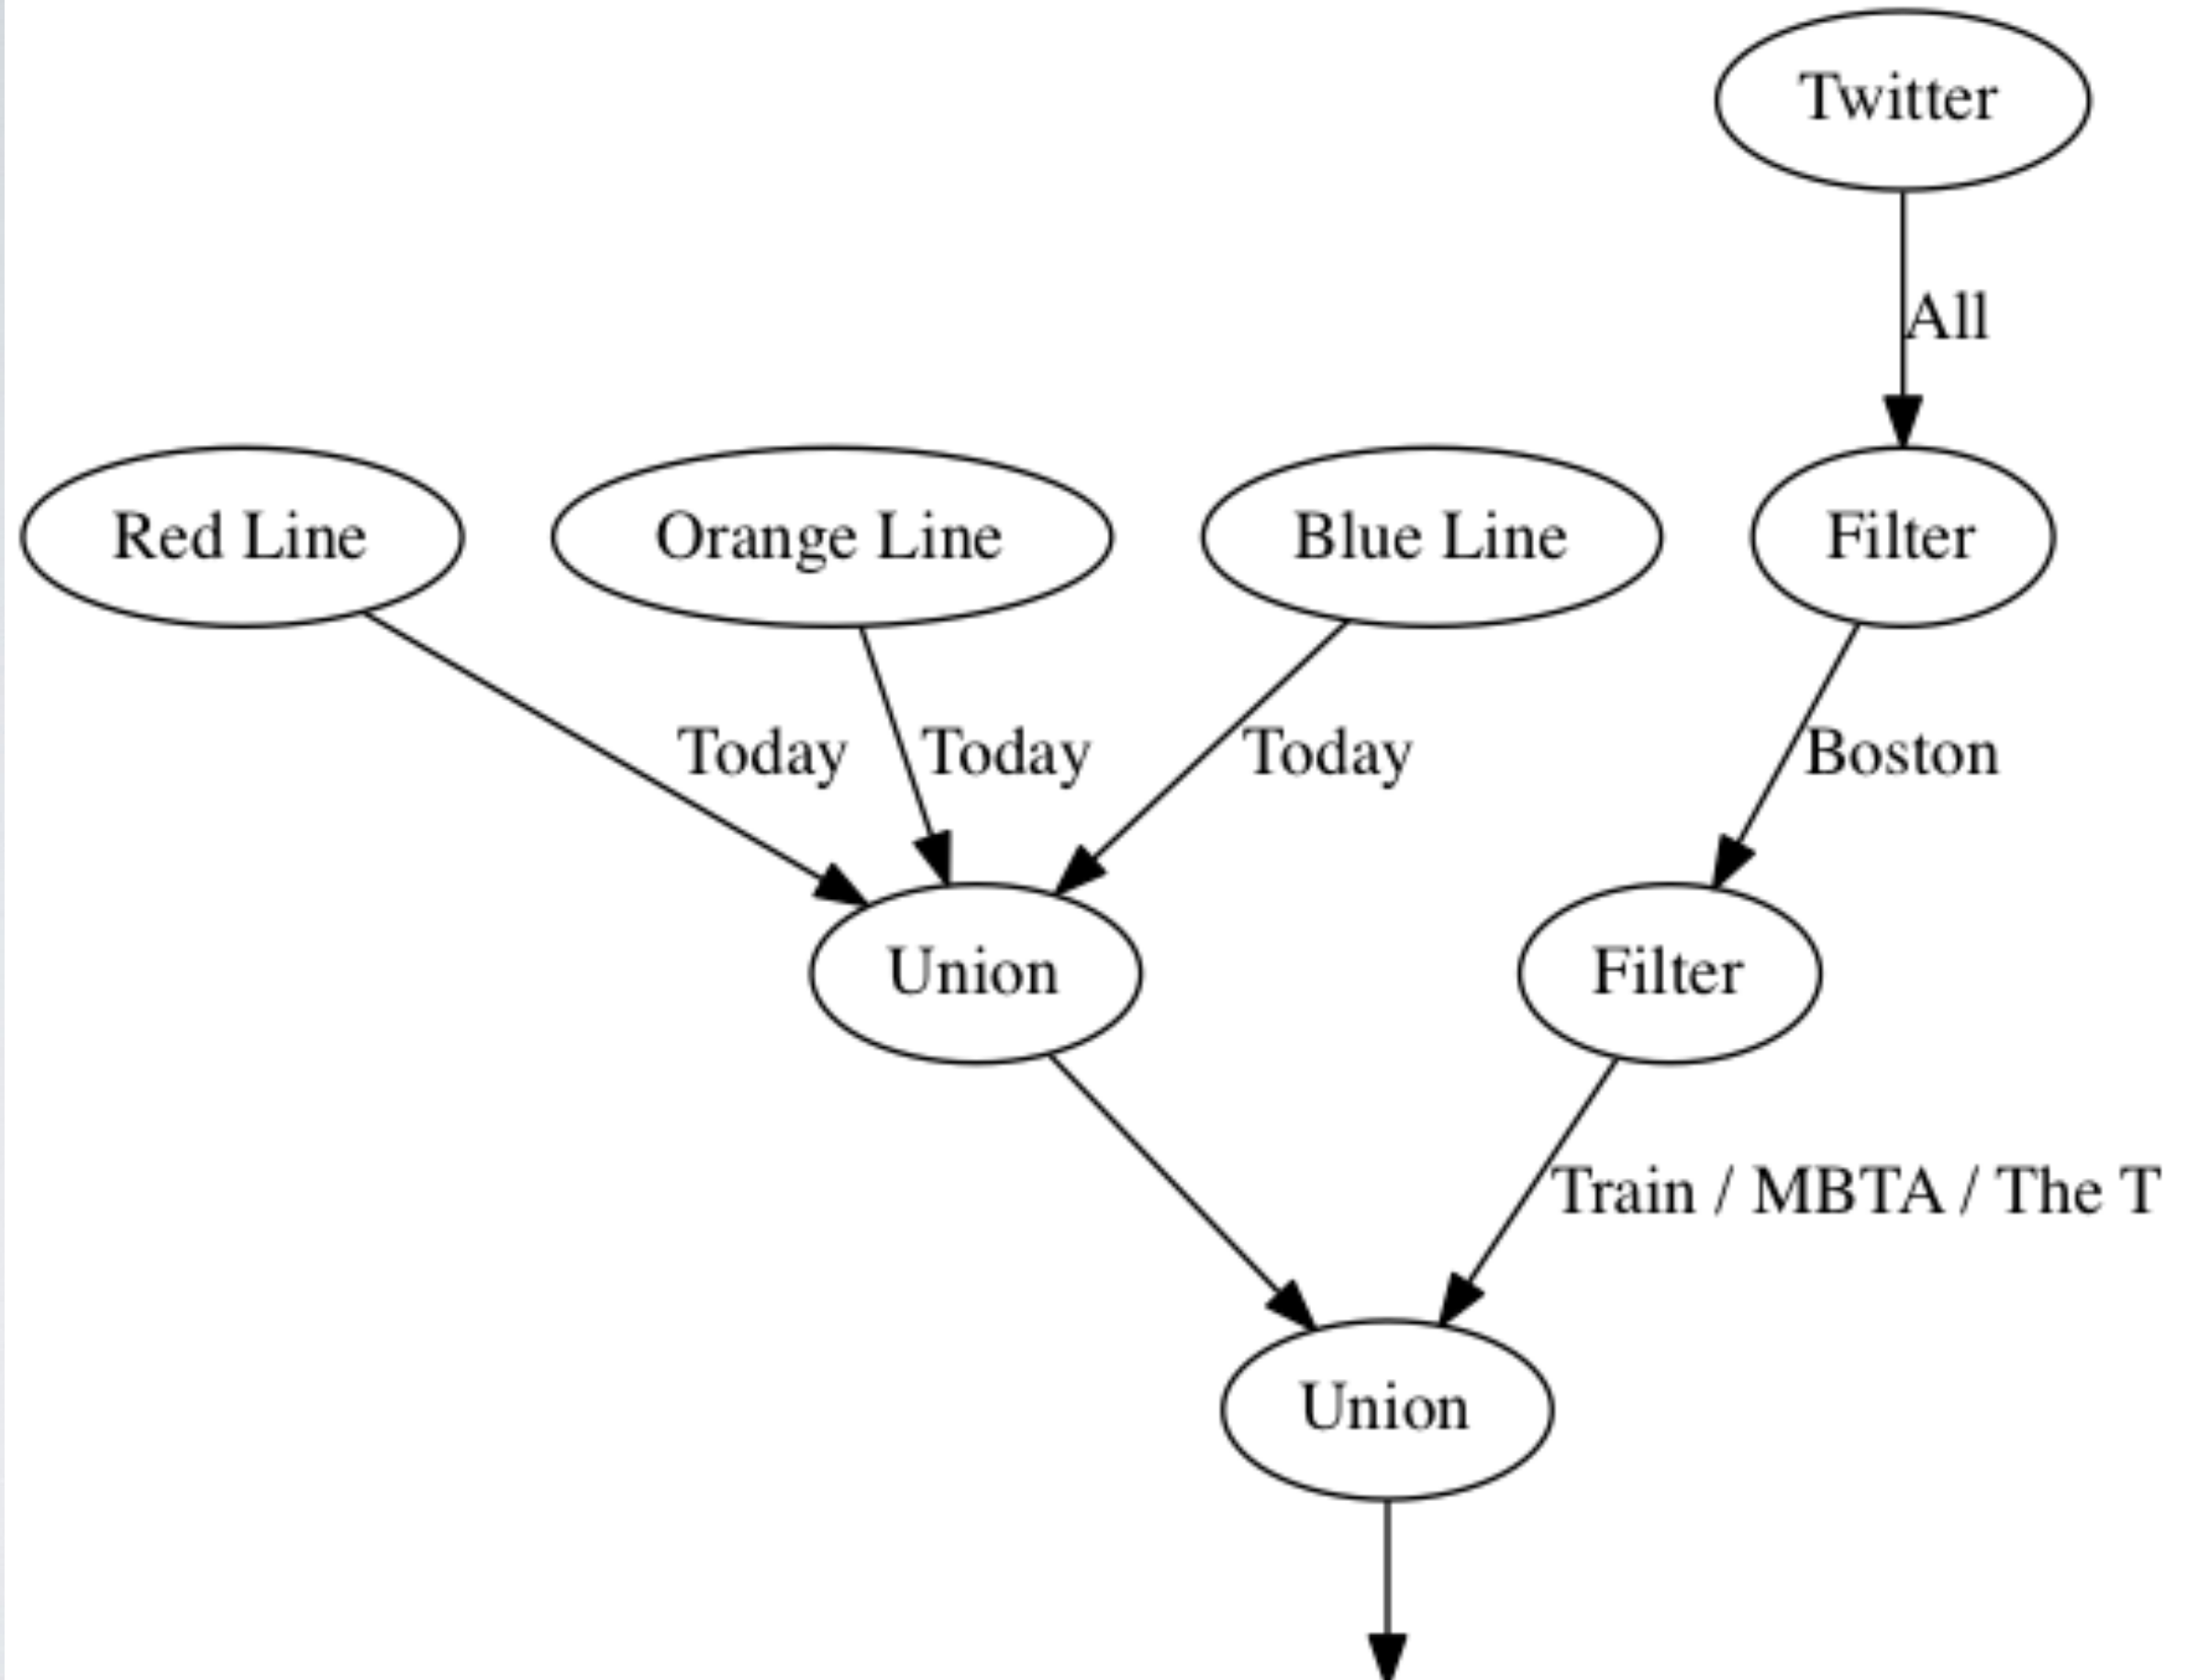 Twitter
All
Red Line
Orange Line
Blue Line
Filter
Today
Today
Today
Boston
Union
Filter
Train / MBTA / The T
Union